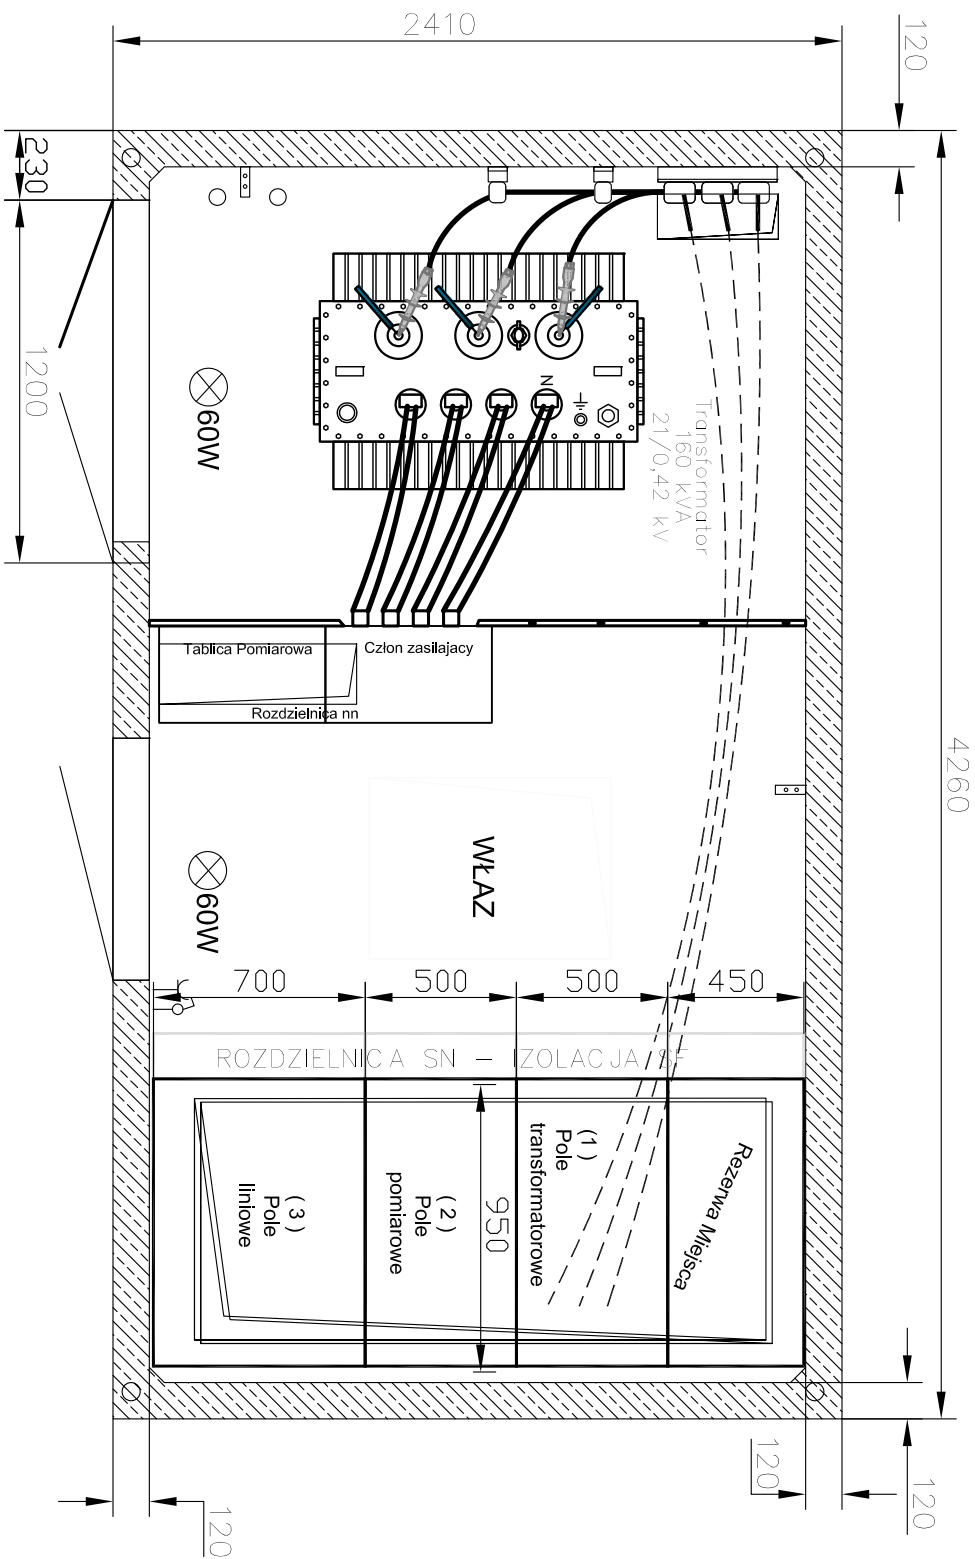 2410
120
230
1200
4260
60W
N
Transformator
160 kVA
21/0,42 kV
Tablica Pomiarowa
Człon zasilajacy
Rozdzielnica nn
WŁAZ
60W
700
500
500
450
ROZDZIELNICA SN – IZOLACJA SF
(1)
Pole
transformatorowe
Rezerwa Miejsca
(2)
Pole
pomiarowe
(3)
Pole
liniowe
950
120
120
120